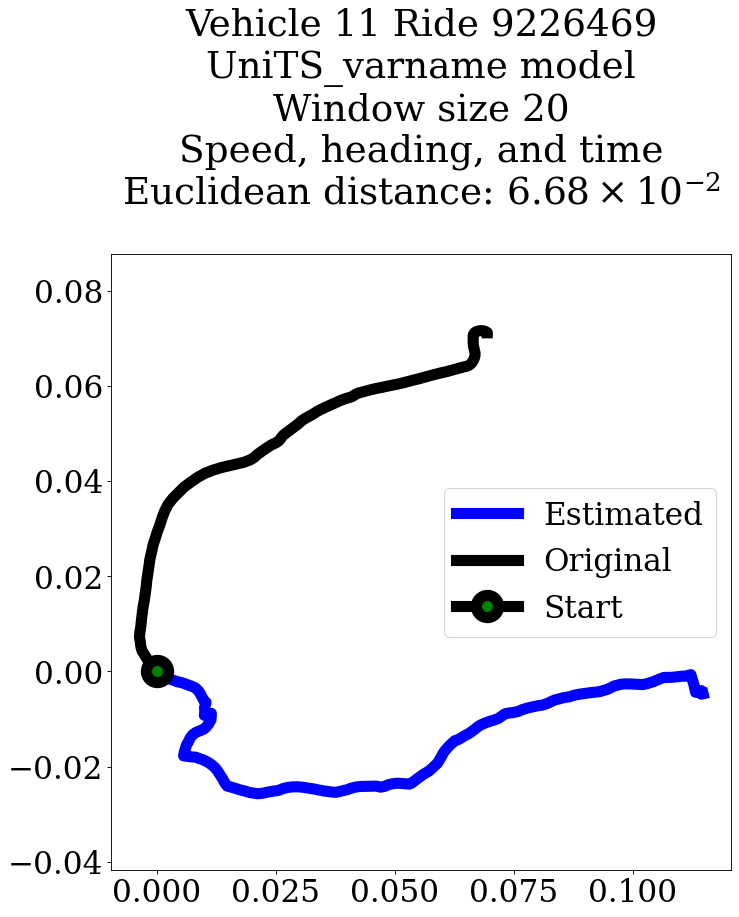 Vehicle 11 Ride 9226469
UniTS_varname model
Window size 20
Speed, heading, and time
Euclidean distance: 6.68 × 10⁻²
0.08
0.06
0.04
0.02
0.00
−0.02
−0.04
Estimated
Original
Start
0.000 0.025 0.050 0.075 0.100